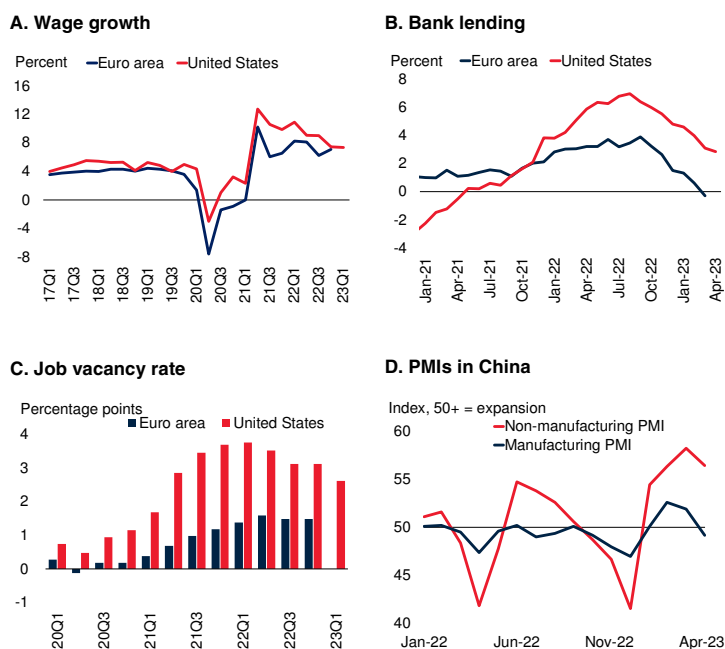 A. Wage growth
Percent
Euro area
United States
16
12
8
4
0
-4
-8
17Q1
17Q3
18Q1
18Q3
19Q1
19Q3
20Q1
20Q3
21Q1
21Q3
22Q1
22Q3
23Q1
B. Bank lending
Percent
Euro area
United States
8
6
4
2
0
-2
-4
Jan-21
Apr-21
Jul-21
Oct-21
Jan-22
Apr-22
Jul-22
Oct-22
Jan-23
Apr-23
C. Job vacancy rate
Percentage points
Euro area
United States
4
3
2
1
0
-1
20Q1
20Q3
21Q1
21Q3
22Q1
22Q3
23Q1
D. PMIs in China
Index, 50+ = expansion
Non-manufacturing PMI
Manufacturing PMI
60
55
50
45
40
Jan-22
Jun-22
Nov-22
Apr-23